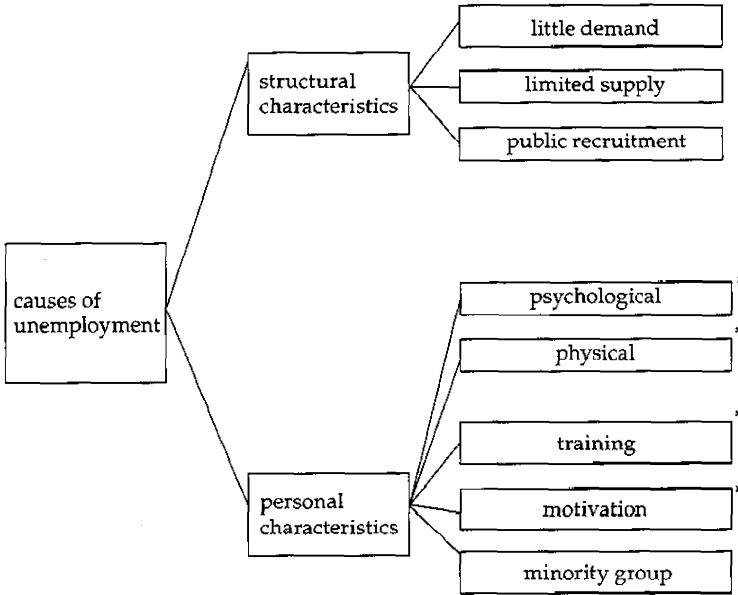 causes of
unemployment
structural
characteristics
little demand
limited supply
public recruitment
personal
characteristics
psychological
physical
training
motivation
minority group